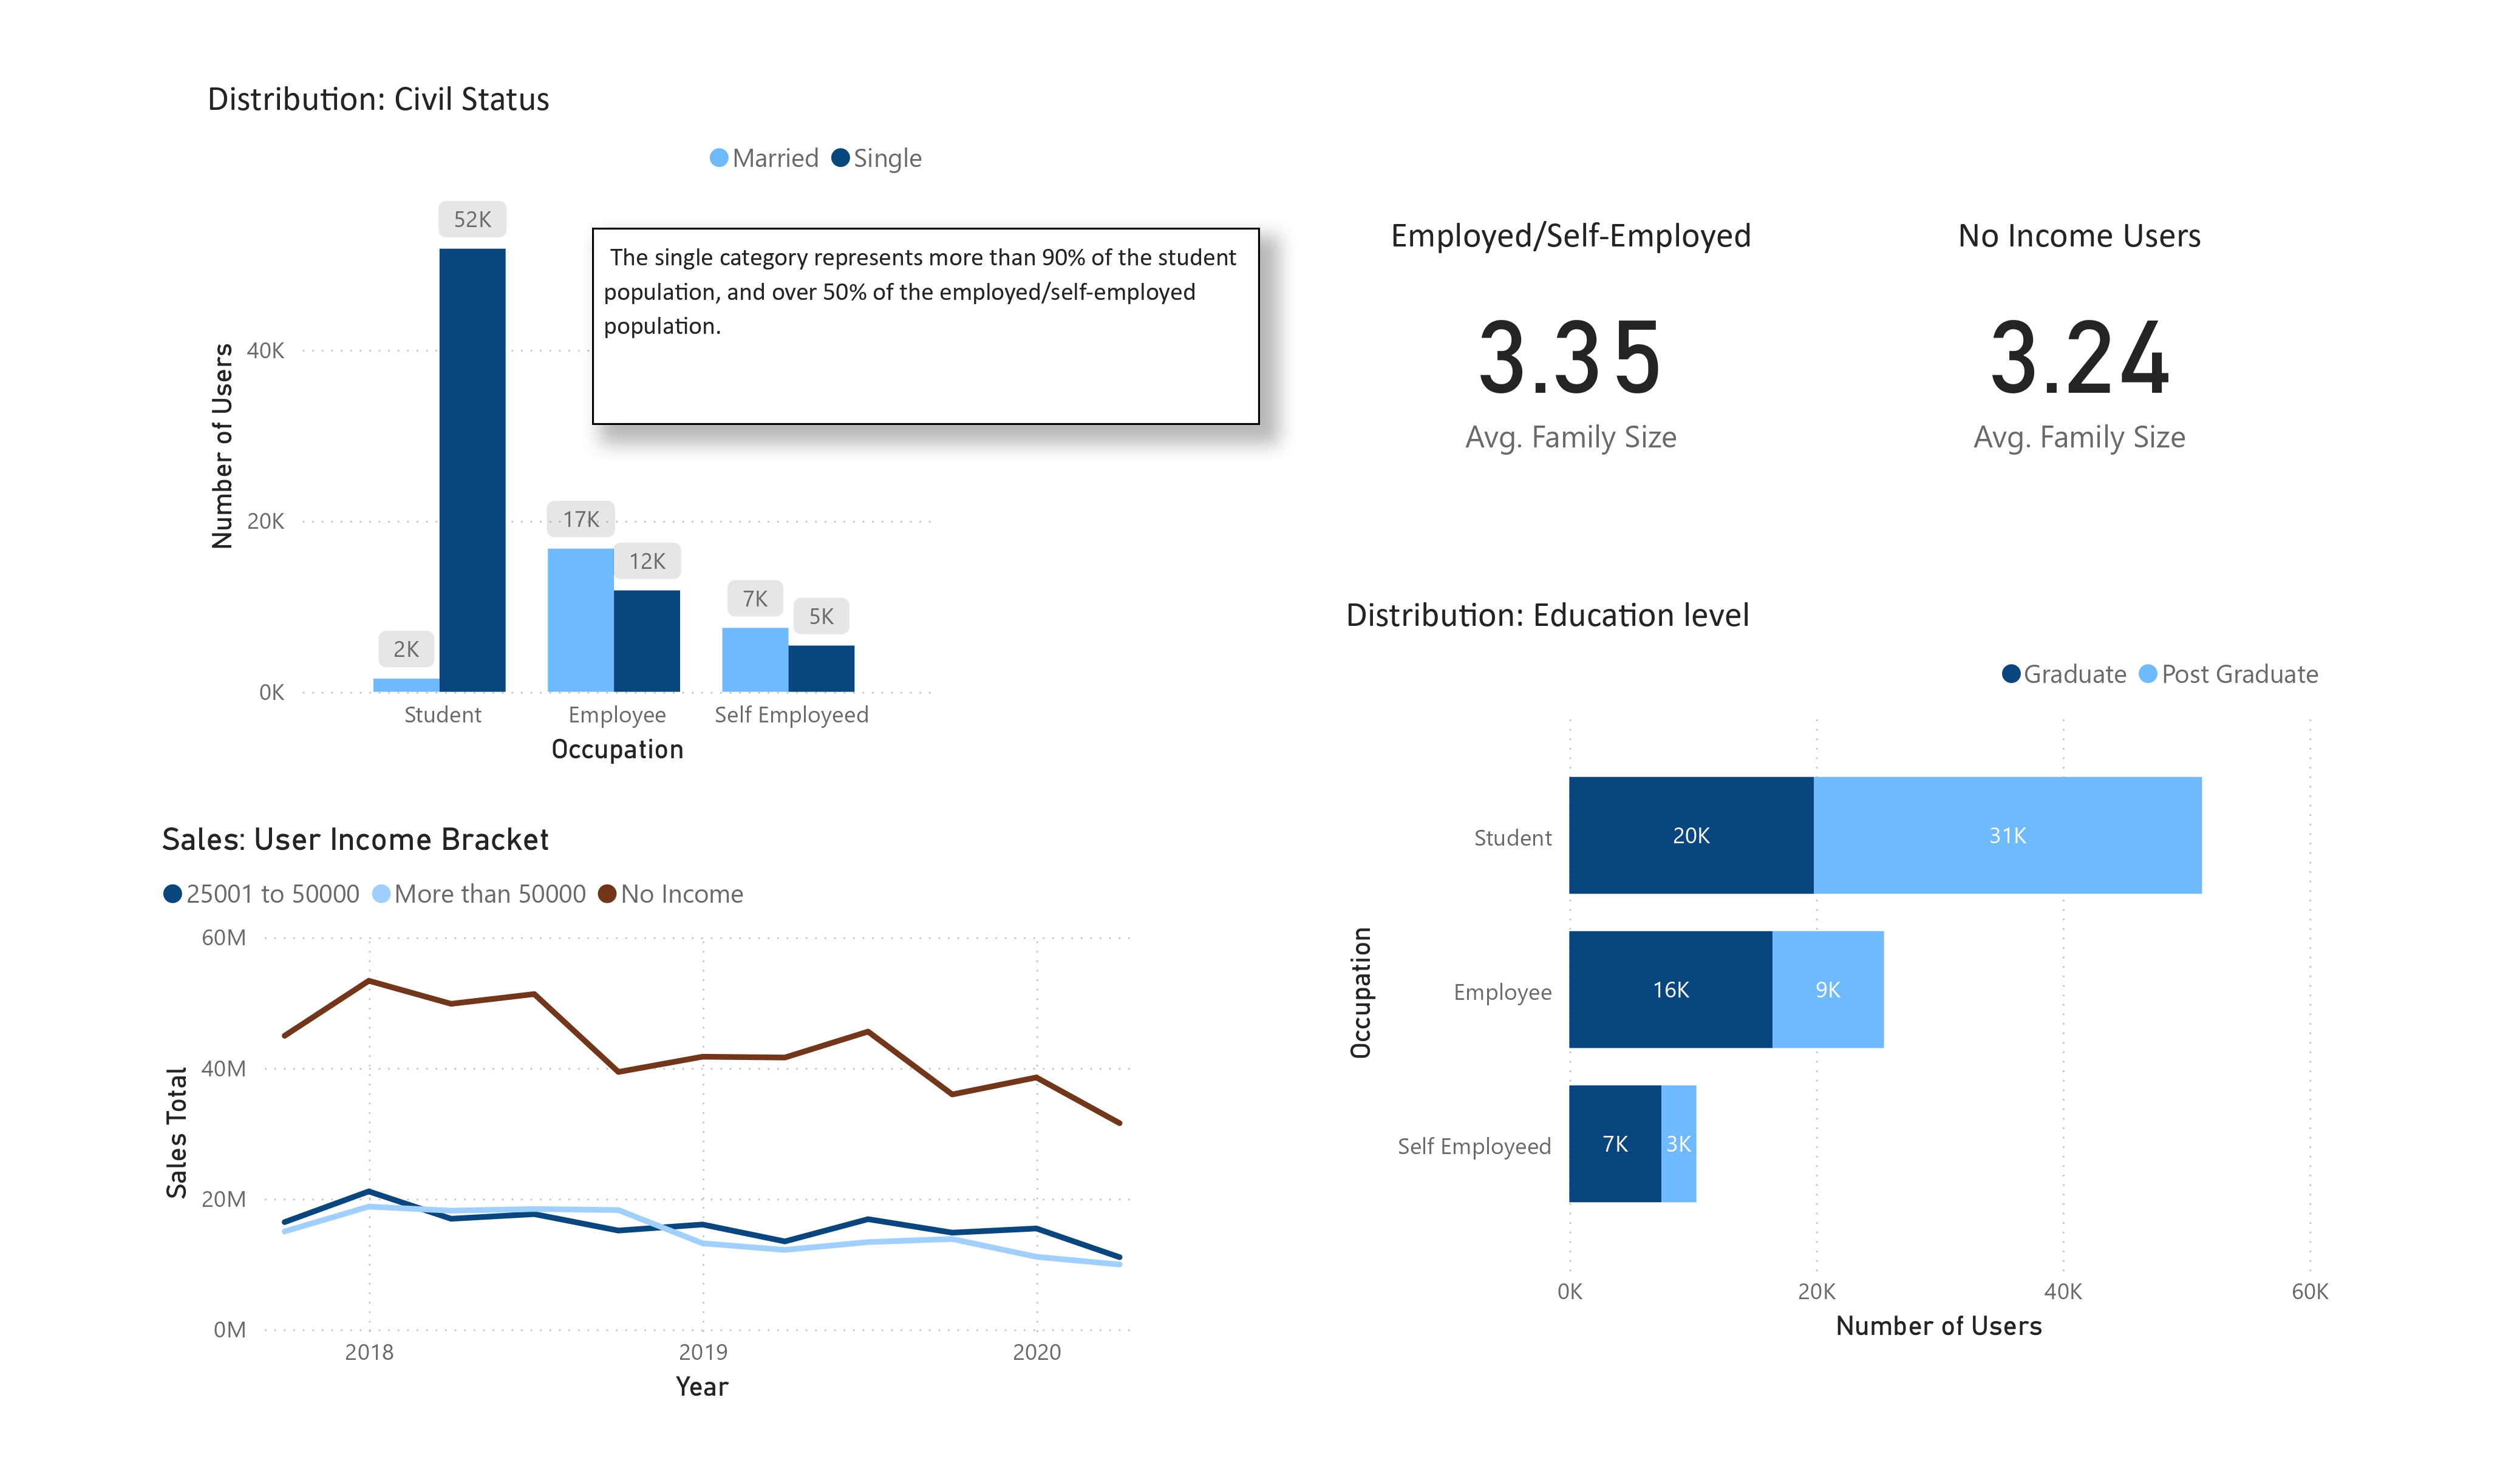 Distribution: Civil Status
Married Single
52K
The single category represents more than 90% of the student
population, and over 50% of the employed/self-employed
population.
Number of Users
40K
20K
0K
17K
12K
7K
5K
2K
Student Employee Self Employeed
Occupation
Employed/Self-Employed
3.35
Avg. Family Size
No Income Users
3.24
Avg. Family Size
Sales: User Income Bracket
25001 to 50000 More than 50000 No Income
Sales Total
60M
40M
20M
0M
2018 2019 2020
Year
Distribution: Education level
Graduate Post Graduate
Occupation
Student 20K 31K
Employee 16K 9K
Self Employeed 7K 3K
0K 20K 40K 60K
Number of Users